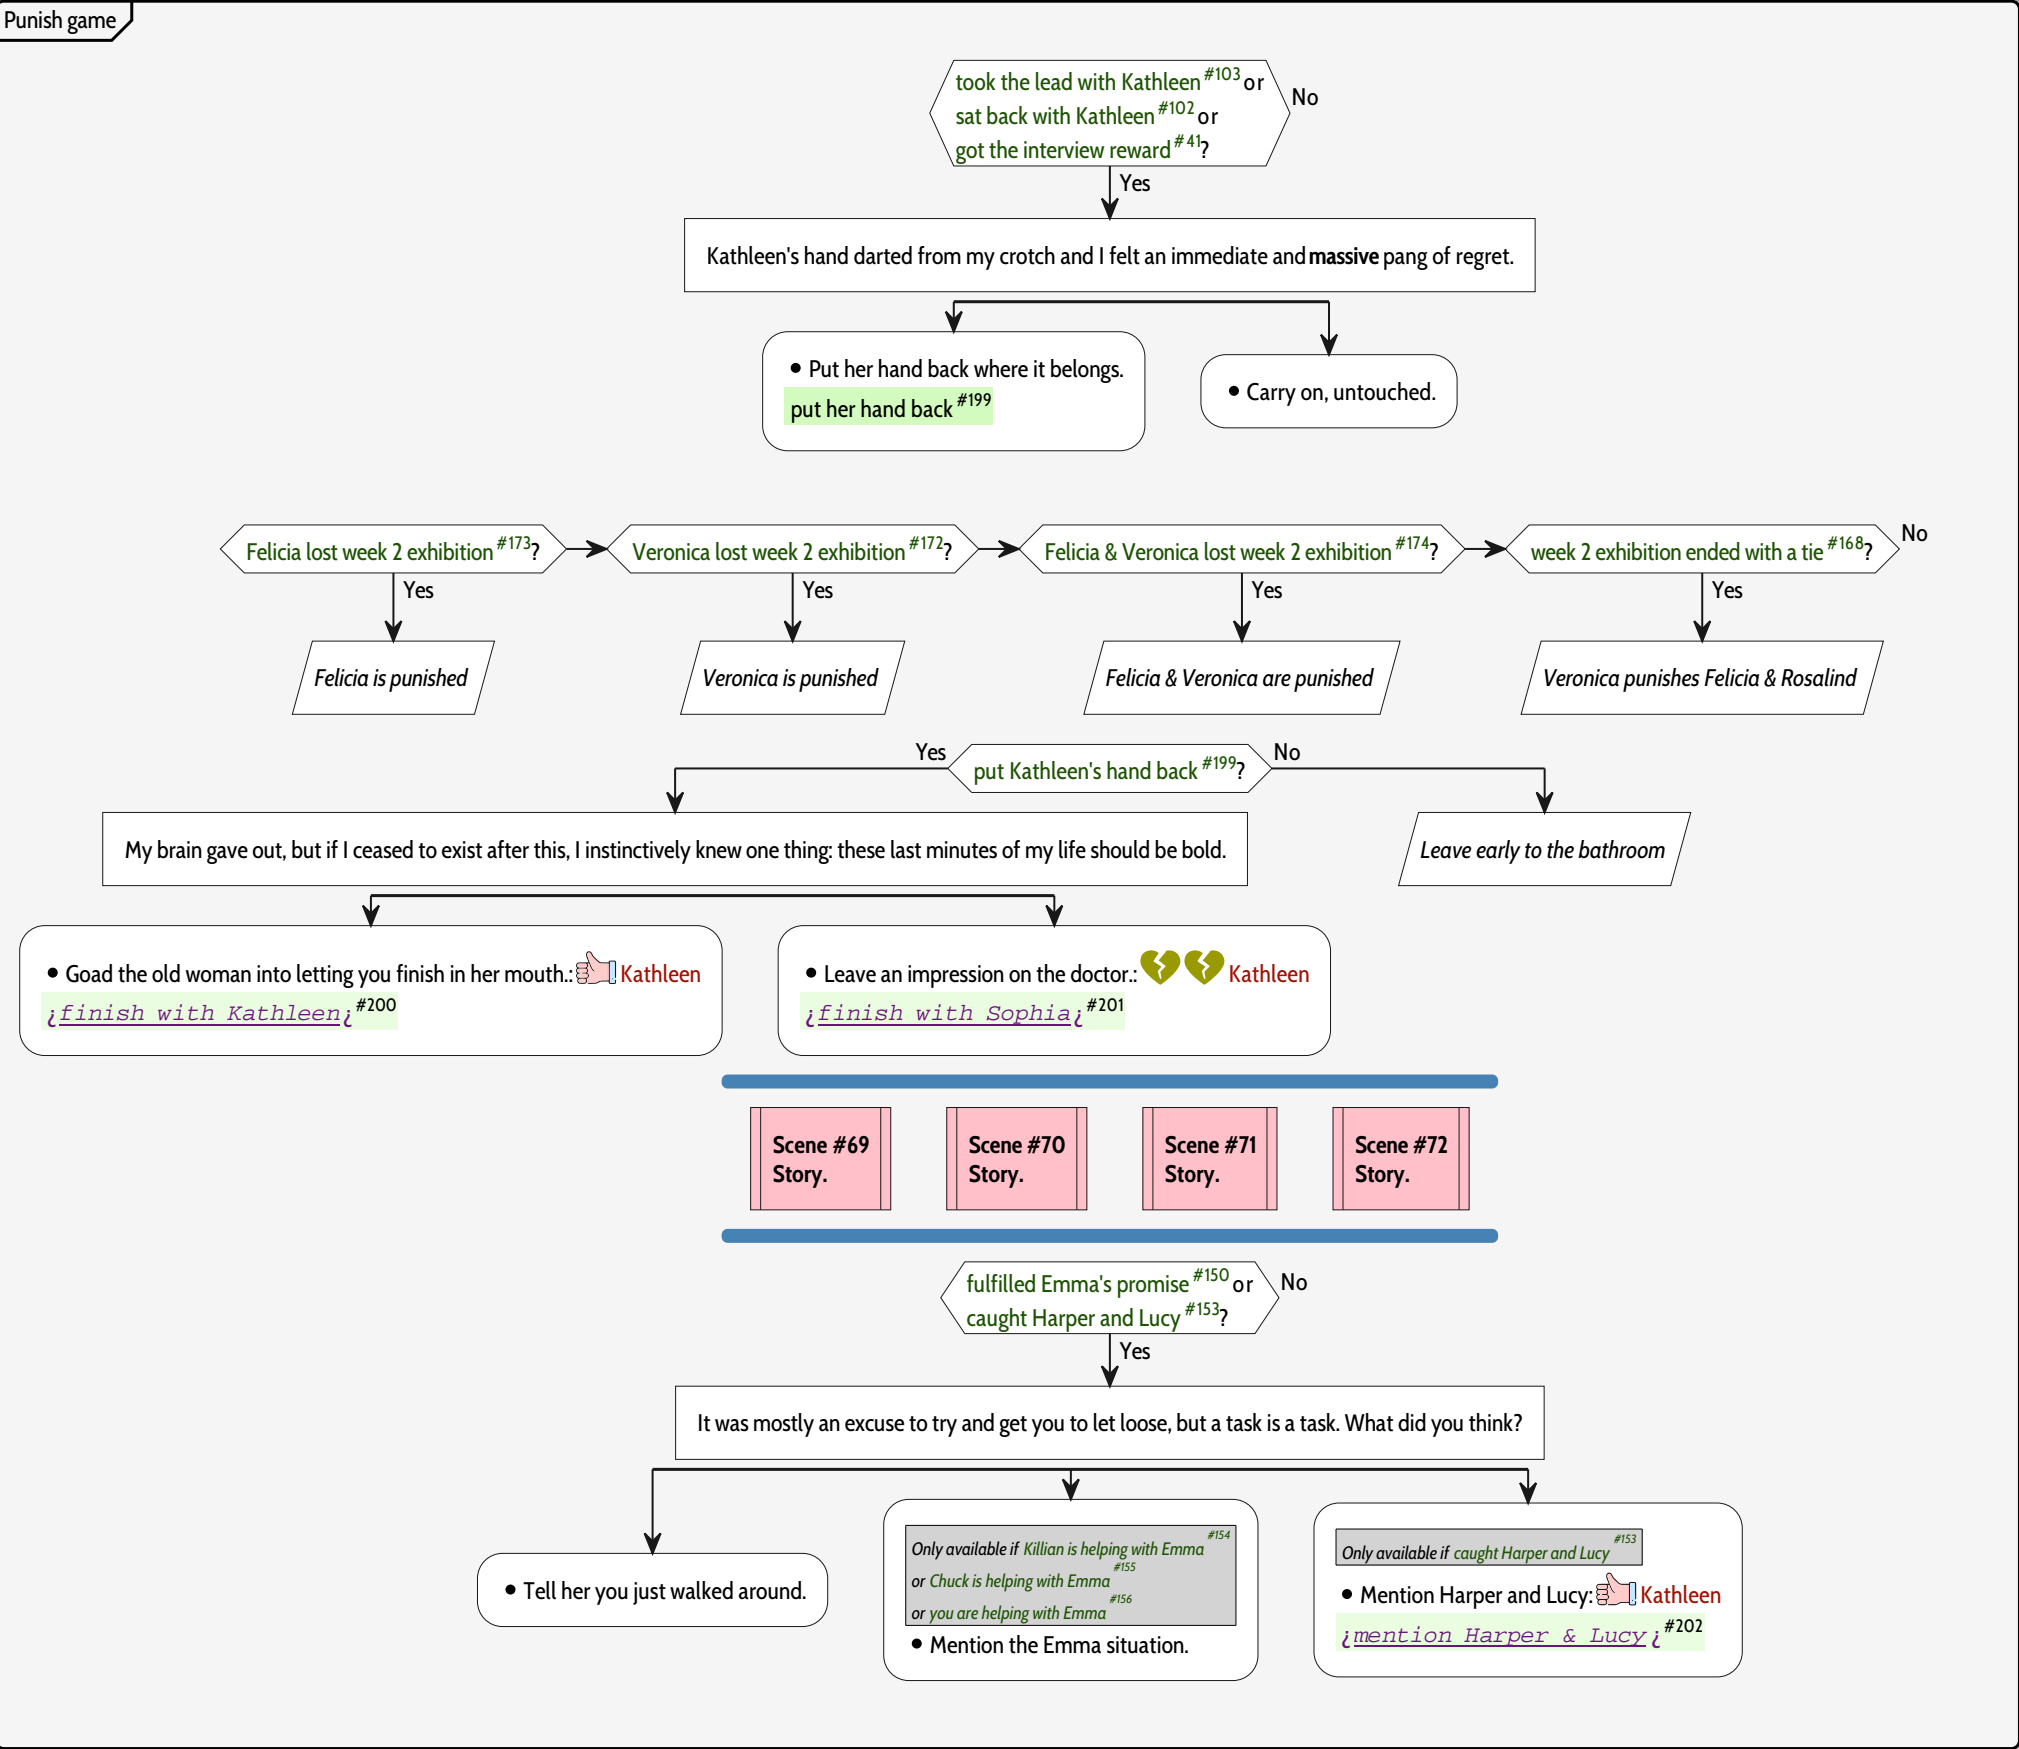 Punish game
took the lead with Kathleen #103 or
sat back with Kathleen #102 or
got the interview reward #41?
No
Yes
Kathleen's hand darted from my crotch and I felt an immediate and massive pang of regret.
• Put her hand back where it belongs.
put her hand back #199
• Carry on, untouched.
Felicia lost week 2 exhibition #173?
Veronica lost week 2 exhibition #172?
Felicia & Veronica lost week 2 exhibition #174?
week 2 exhibition ended with a tie #168?
No
Yes
Yes
Yes
Yes
Felicia is punished
Veronica is punished
Felicia & Veronica are punished
Veronica punishes Felicia & Rosalind
Yes
put Kathleen's hand back #199?
No
My brain gave out, but if I ceased to exist after this, I instinctively knew one thing: these last minutes of my life should be bold.
Leave early to the bathroom
• Goad the old woman into letting you finish in her mouth.: Kathleen
¿finish with Kathleen¿ #200
• Leave an impression on the doctor.: Kathleen
¿finish with Sophia¿ #201
Scene #69
Story.
Scene #70
Story.
Scene #71
Story.
Scene #72
Story.
fulfilled Emma's promise #150 or
caught Harper and Lucy #153?
No
Yes
It was mostly an excuse to try and get you to let loose, but a task is a task. What did you think?
• Tell her you just walked around.
Only available if Killian is helping with Emma #154
or Chuck is helping with Emma #155
or you are helping with Emma #156
• Mention the Emma situation.
Only available if caught Harper and Lucy #153
• Mention Harper and Lucy: Kathleen
¿mention Harper & Lucy¿ #202